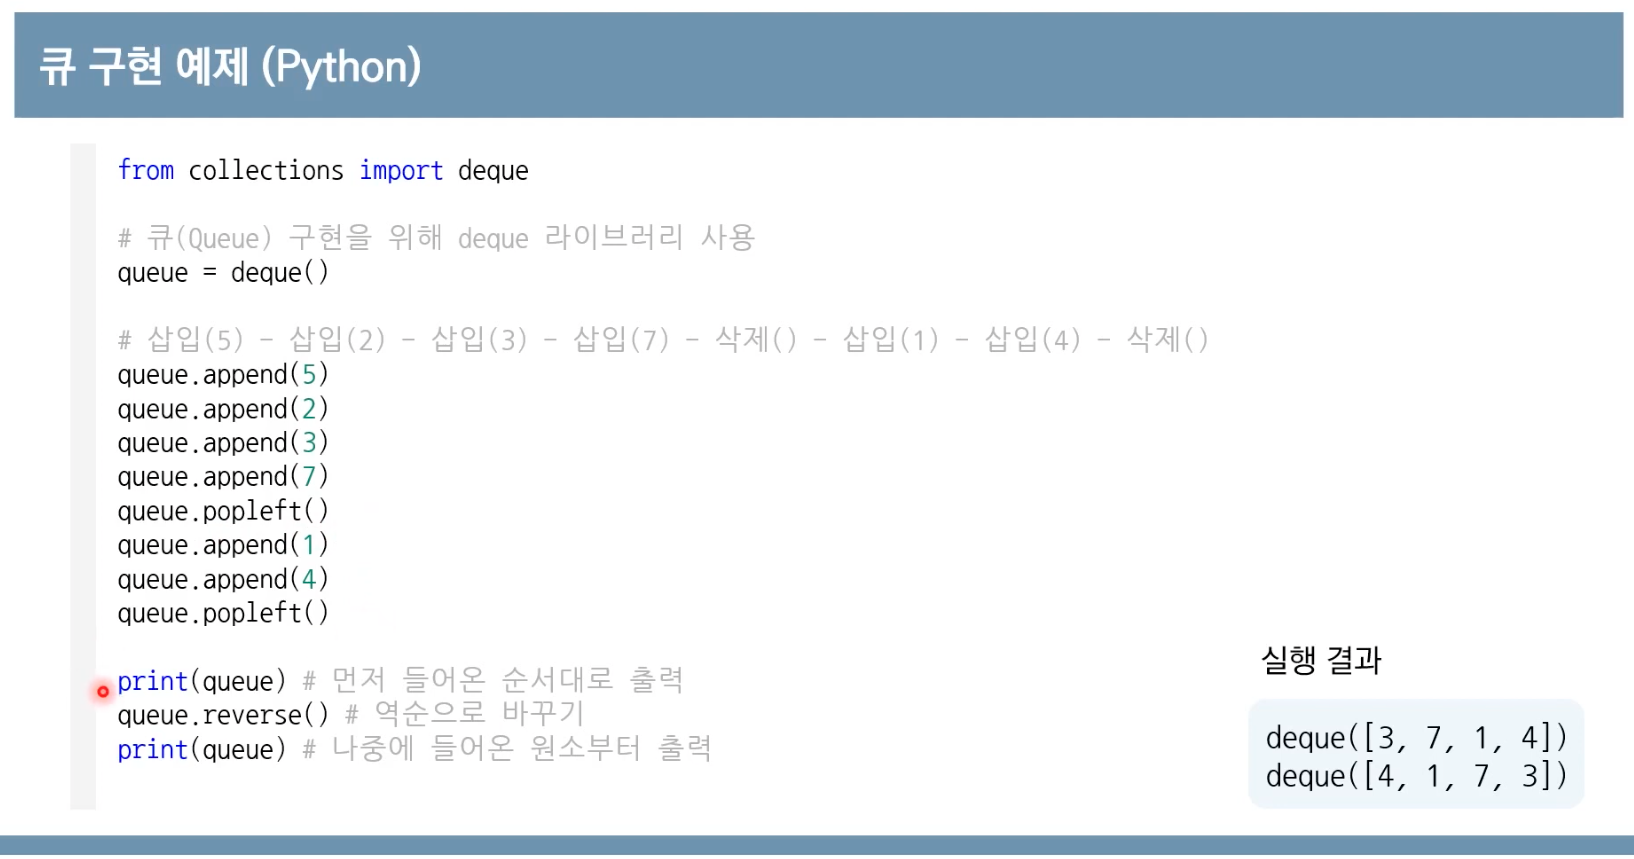 큐 구현 예제 (Python)
from collections import deque
# 큐(Queue) 구현을 위해 deque 라이브러리 사용
queue = deque()
# 삽입(5) - 삽입(2) - 삽입(3) - 삽입(7) - 삭제() - 삽입(1) - 삽입(4) - 삭제()
queue.append(5)
queue.append(2)
queue.append(3)
queue.append(7)
queue.popleft()
queue.append(1)
queue.append(4)
queue.popleft()
print(queue) # 먼저 들어온 순서대로 출력
queue.reverse() # 역순으로 바꾸기
print(queue) # 나중에 들어온 원소부터 출력
실행 결과
deque([3, 7, 1, 4])
deque([4, 1, 7, 3])